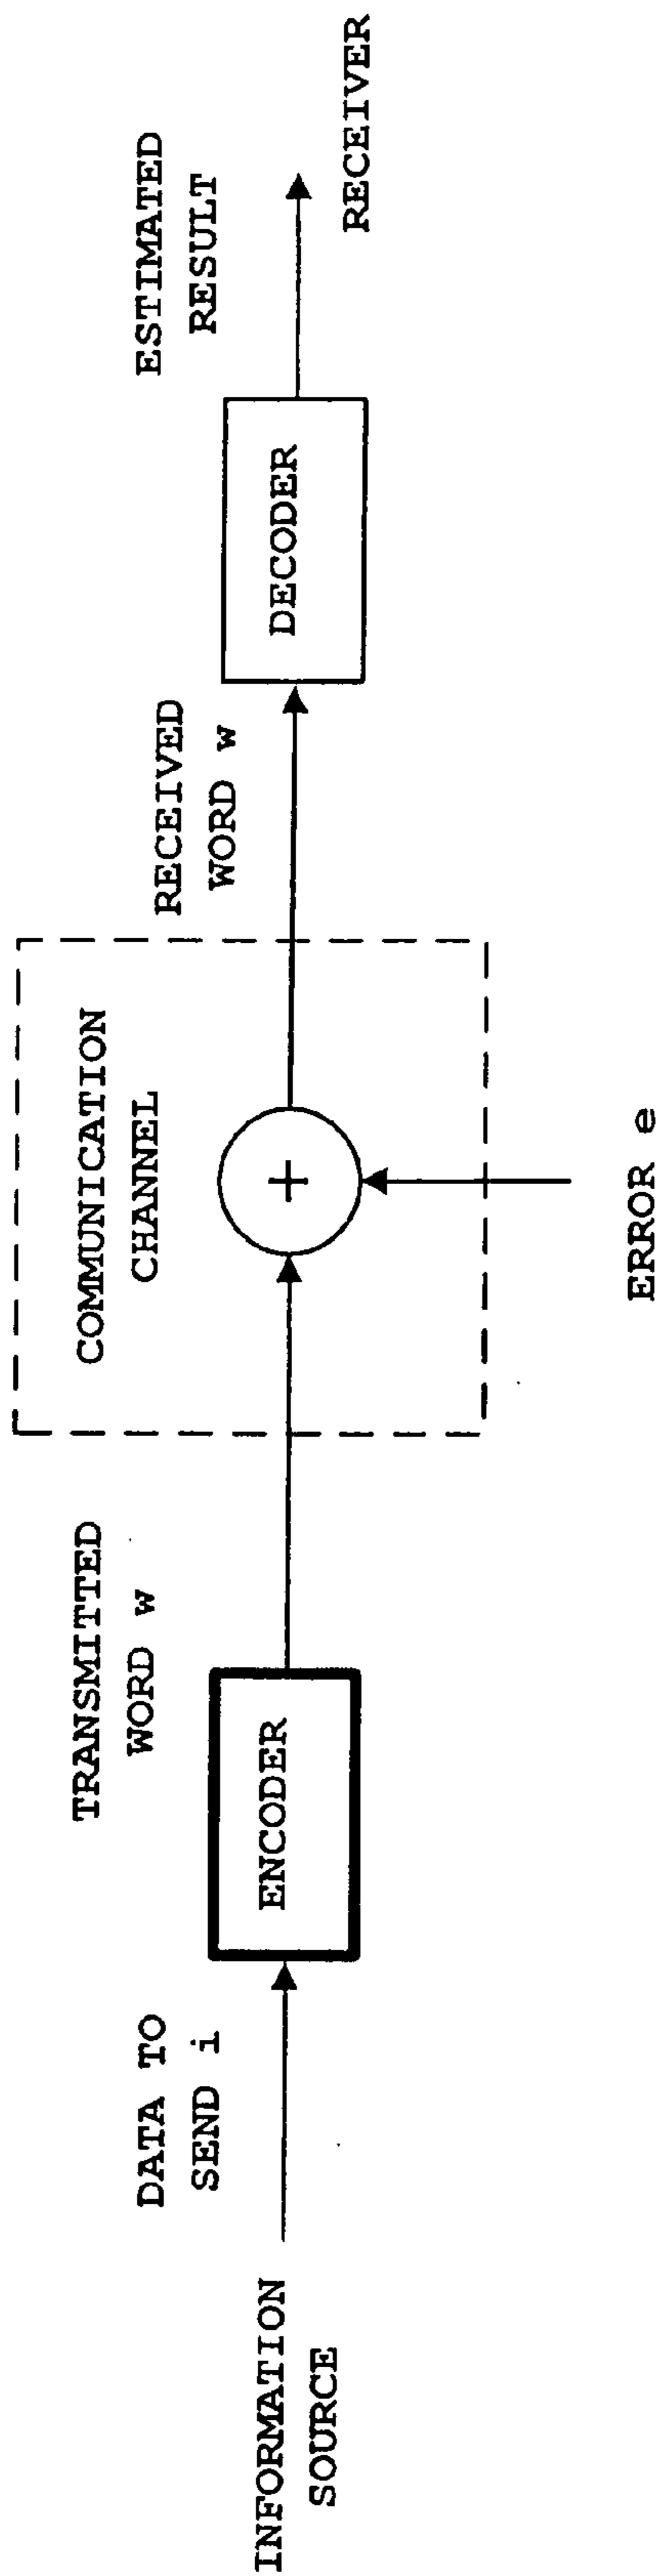 INFORMATION
SOURCE
DATA TO
SEND i
ENCODER
TRANSMITTED
WORD w
COMMUNICATION
CHANNEL
+
ERROR e
RECEIVED
WORD w
DECODER
ESTIMATED
RESULT
RECEIVER